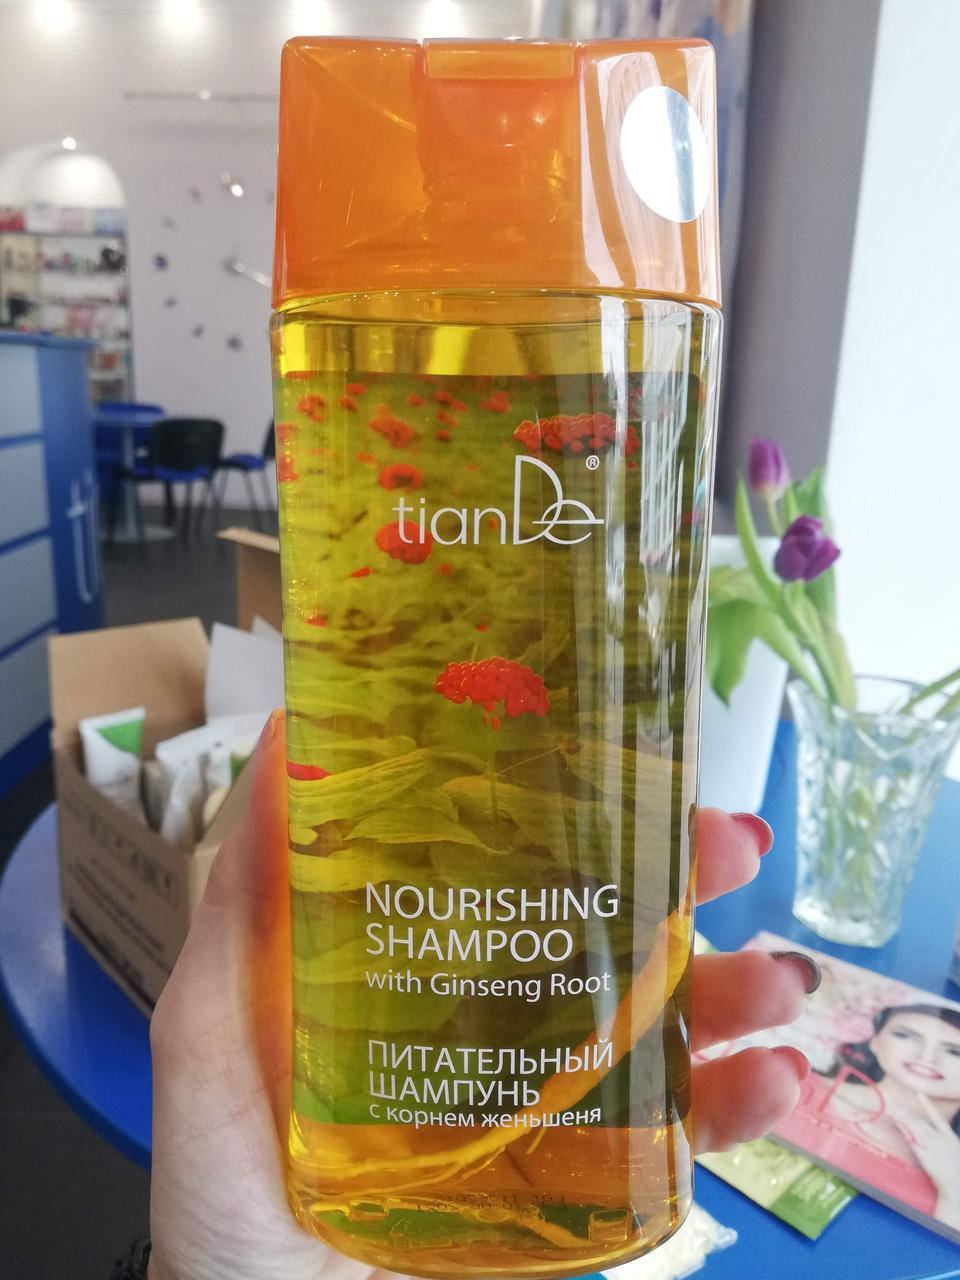 tianDe®
NOURISHING
SHAMPOO
with Ginseng Root
ПИТАТЕЛЬНЫЙ
ШАМПУНЬ
с корнем женьшеня